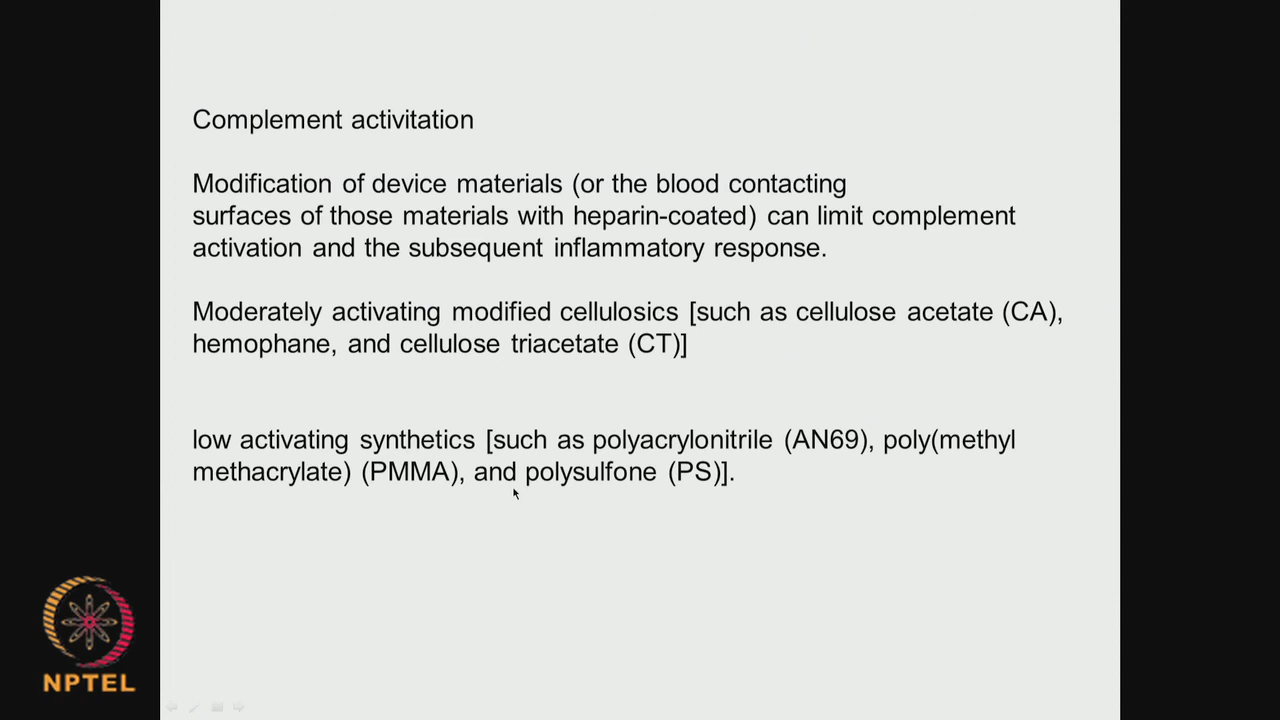 Complement activitation
Modification of device materials (or the blood contacting
surfaces of those materials with heparin-coated) can limit complement
activation and the subsequent inflammatory response.
Moderately activating modified cellulosics [such as cellulose acetate (CA),
hemophane, and cellulose triacetate (CT)]
low activating synthetics [such as polyacrylonitrile (AN69), poly(methyl
methacrylate) (PMMA), and polysulfone (PS)].
NPTEL